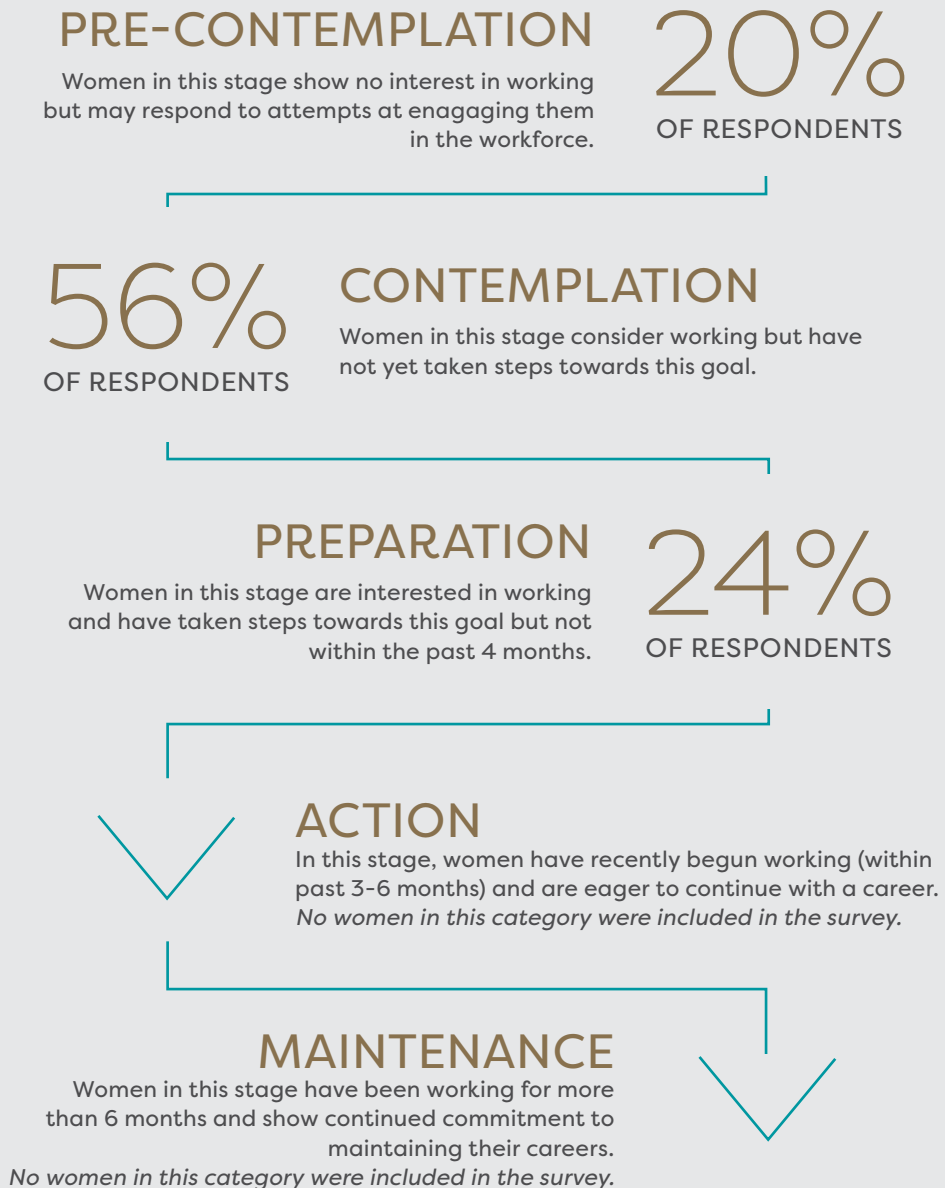 PRE-CONTEMPLATION
Women in this stage show no interest in working
but may respond to attempts at enagaging them
in the workforce.
20%
OF RESPONDENTS
56%
OF RESPONDENTS
CONTEMPLATION
Women in this stage consider working but have
not yet taken steps towards this goal.
PREPARATION
Women in this stage are interested in working
and have taken steps towards this goal but not
within the past 4 months.
24%
OF RESPONDENTS
ACTION
In this stage, women have recently begun working (within
past 3-6 months) and are eager to continue with a career.
No women in this category were included in the survey.
MAINTENANCE
Women in this stage have been working for more
than 6 months and show continued commitment to
maintaining their careers.
No women in this category were included in the survey.